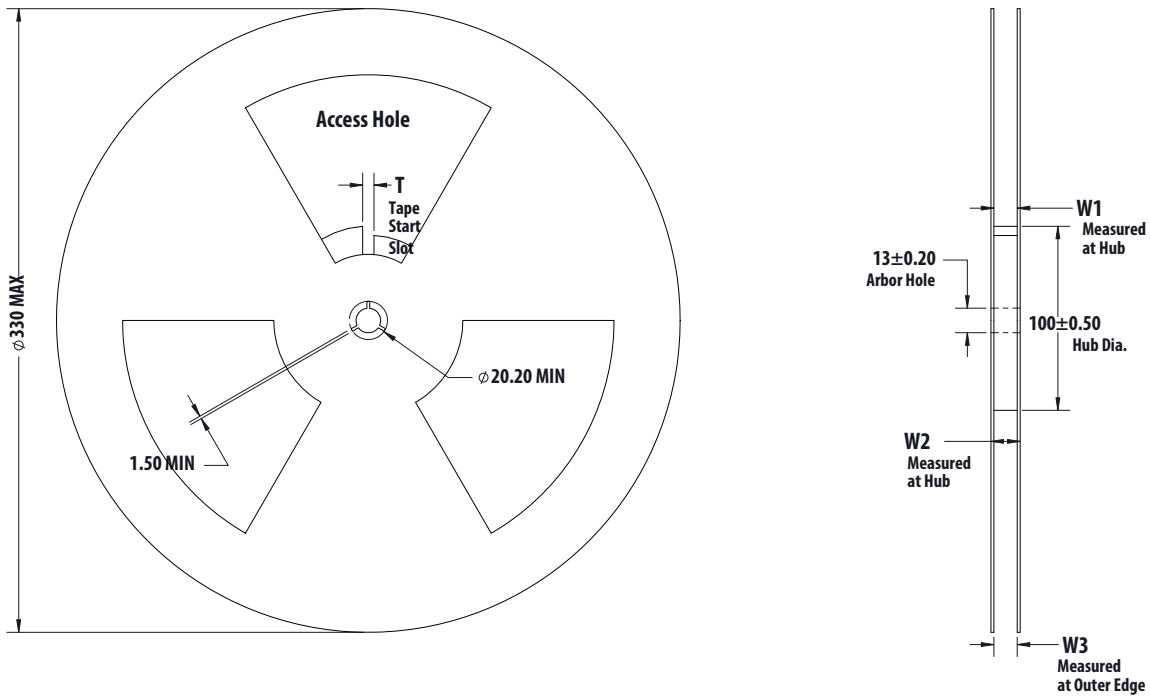 Access Hole
T
Tape
Start
Slot
⌀330 MAX
⌀20.20 MIN
1.50 MIN
W1
Measured
at Hub
13±0.20
Arbor Hole
100±0.50
Hub Dia.
W2
Measured
at Hub
W3
Measured
at Outer Edge